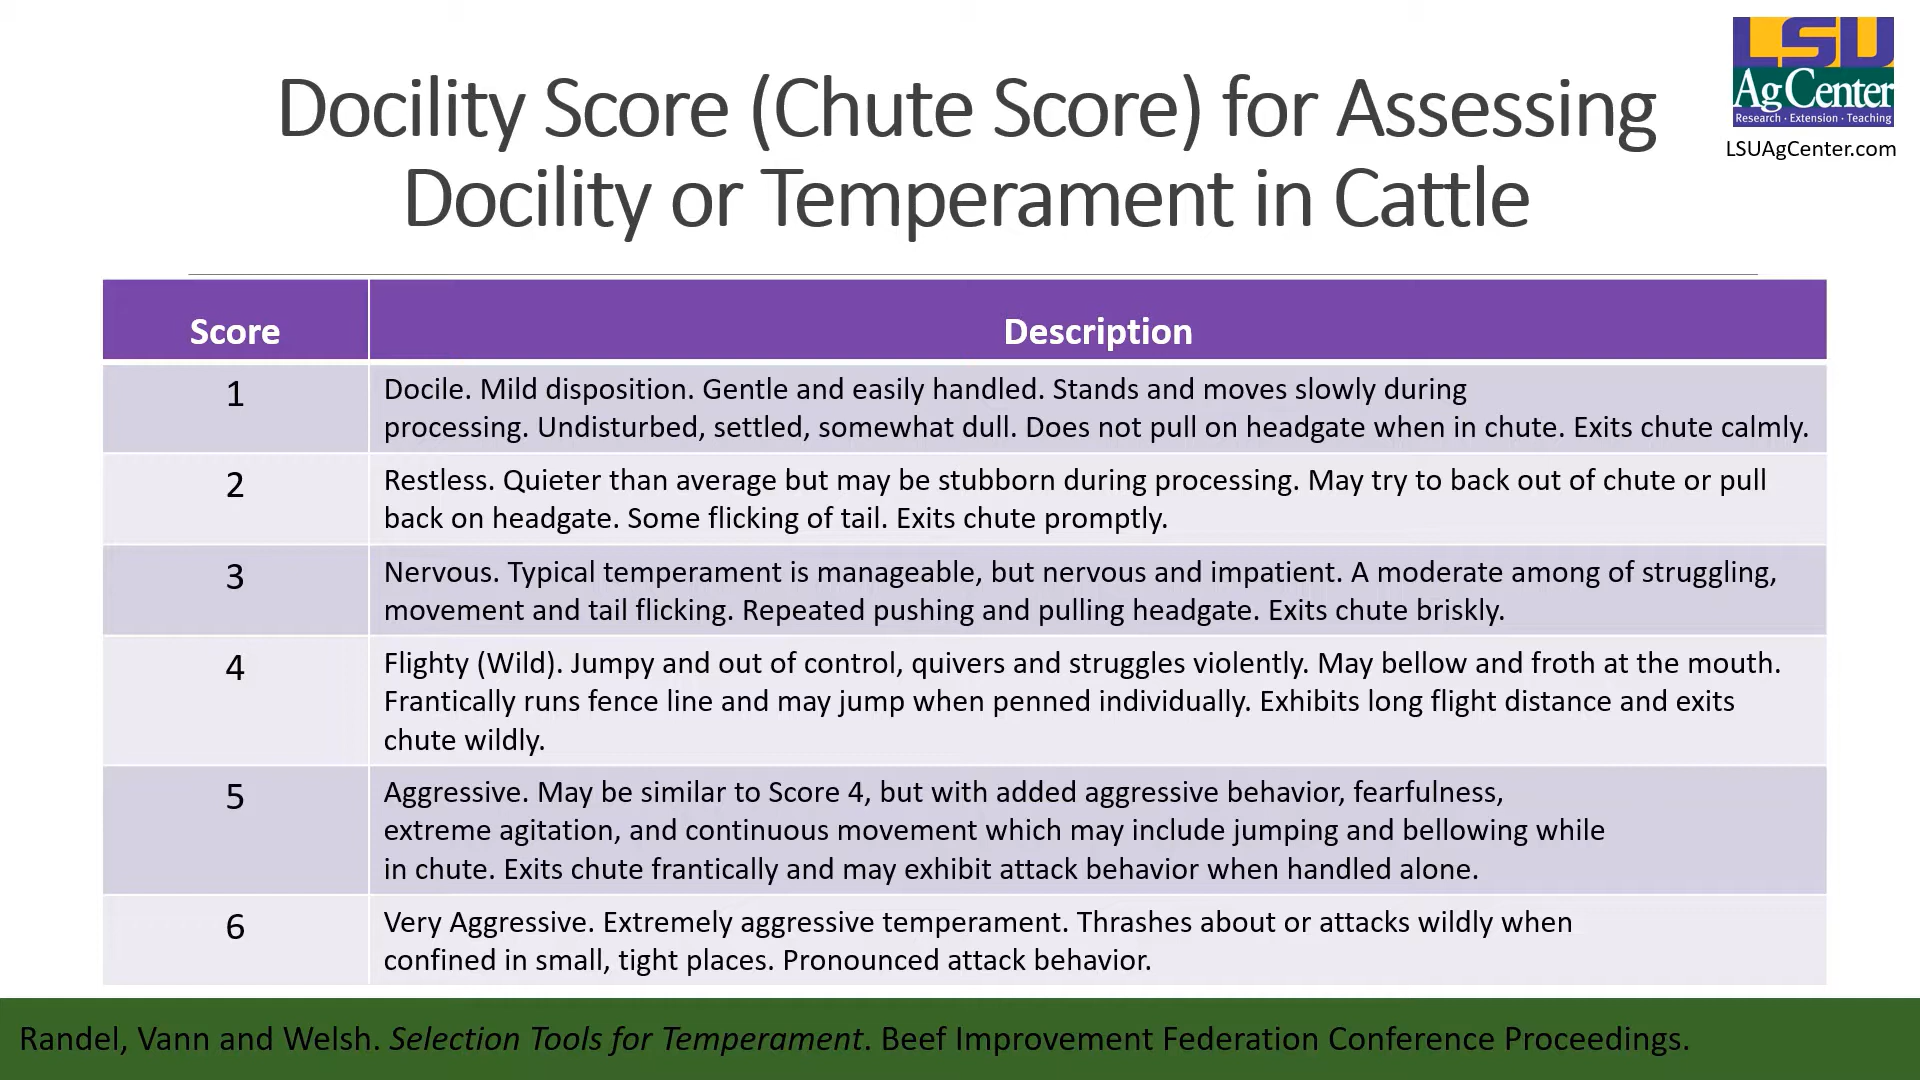 LSU
AgCenter
Research · Extension · Teaching
LSUAgCenter.com
Docility Score (Chute Score) for Assessing
Docility or Temperament in Cattle
Score Description
1 Docile. Mild disposition. Gentle and easily handled. Stands and moves slowly during
processing. Undisturbed, settled, somewhat dull. Does not pull on headgate when in chute. Exits chute calmly.
2 Restless. Quieter than average but may be stubborn during processing. May try to back out of chute or pull
back on headgate. Some flicking of tail. Exits chute promptly.
3 Nervous. Typical temperament is manageable, but nervous and impatient. A moderate among of struggling,
movement and tail flicking. Repeated pushing and pulling headgate. Exits chute briskly.
4 Flighty (Wild). Jumpy and out of control, quivers and struggles violently. May bellow and froth at the mouth.
Frantically runs fence line and may jump when penned individually. Exhibits long flight distance and exits
chute wildly.
5 Aggressive. May be similar to Score 4, but with added aggressive behavior, fearfulness,
extreme agitation, and continuous movement which may include jumping and bellowing while
in chute. Exits chute frantically and may exhibit attack behavior when handled alone.
6 Very Aggressive. Extremely aggressive temperament. Thrashes about or attacks wildly when
confined in small, tight places. Pronounced attack behavior.
Randel, Vann and Welsh. Selection Tools for Temperament. Beef Improvement Federation Conference Proceedings.